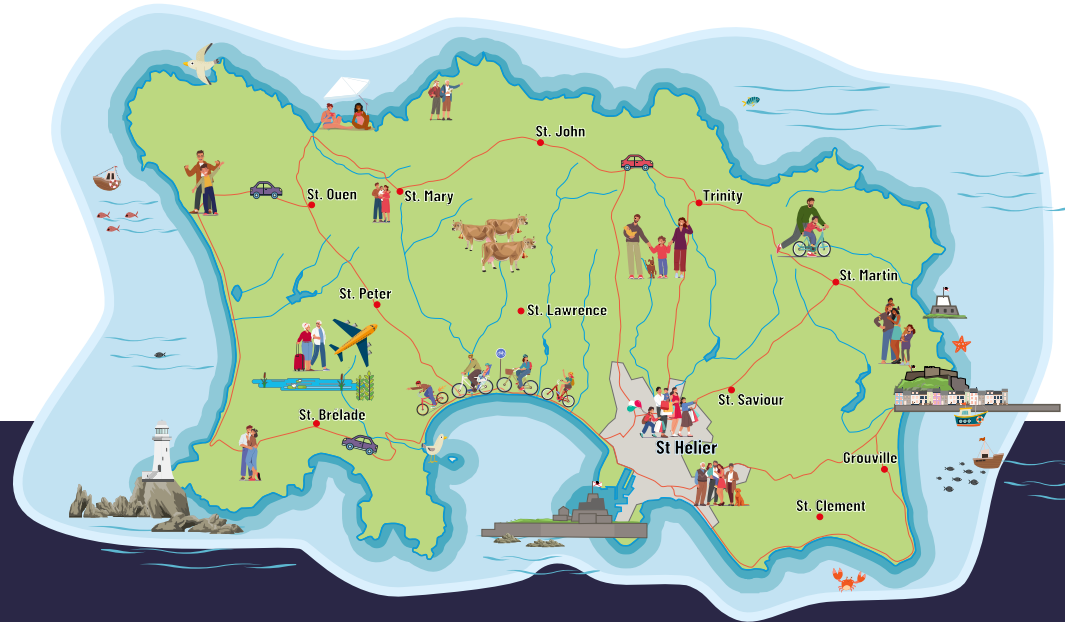 St. John
St. Ouen
St. Mary
Trinity
St. Martin
St. Peter
St. Lawrence
St. Saviour
St. Brelade
St Helier
Grouville
St. Clement